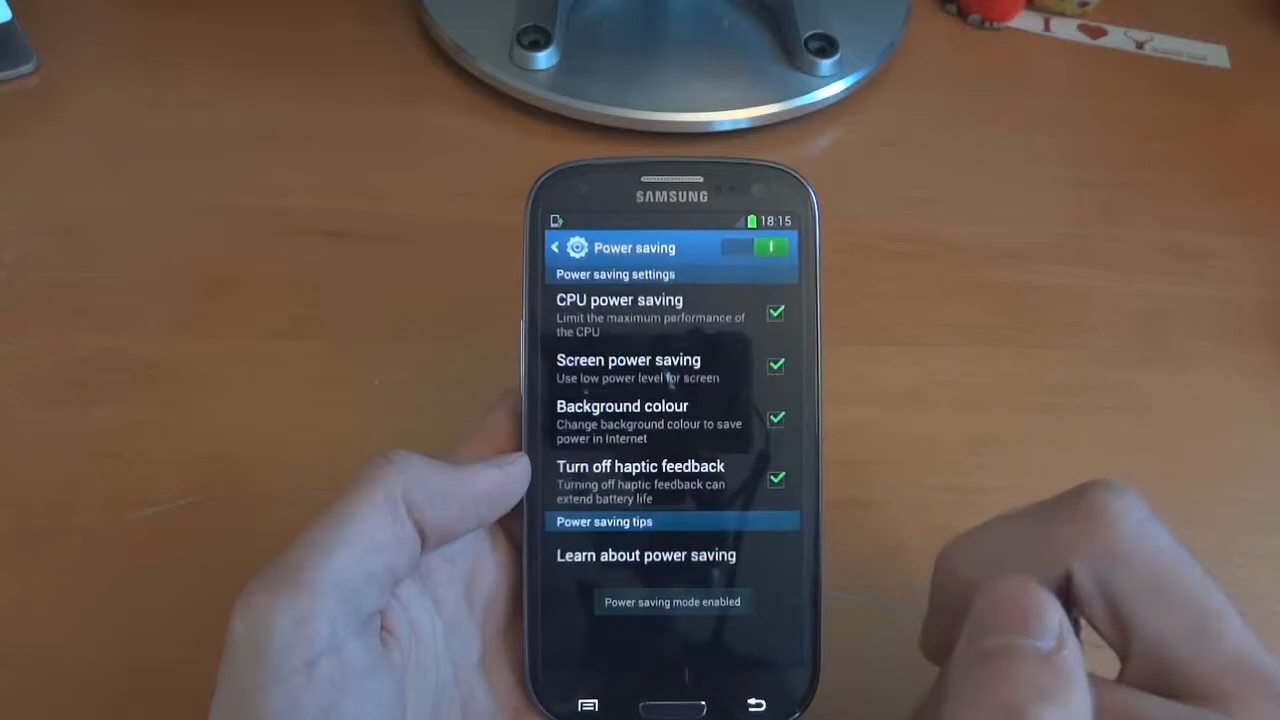 I
SAMSUNG
18:15
Power saving
Power saving settings
CPU power saving
Limit the maximum performance of
the CPU
Screen power saving
Use low power level for screen
Background colour
Change background colour to save
power in Internet
Turn off haptic feedback
Turning off haptic feedback can
extend battery life
Power saving tips
Learn about power saving
Power saving mode enabled